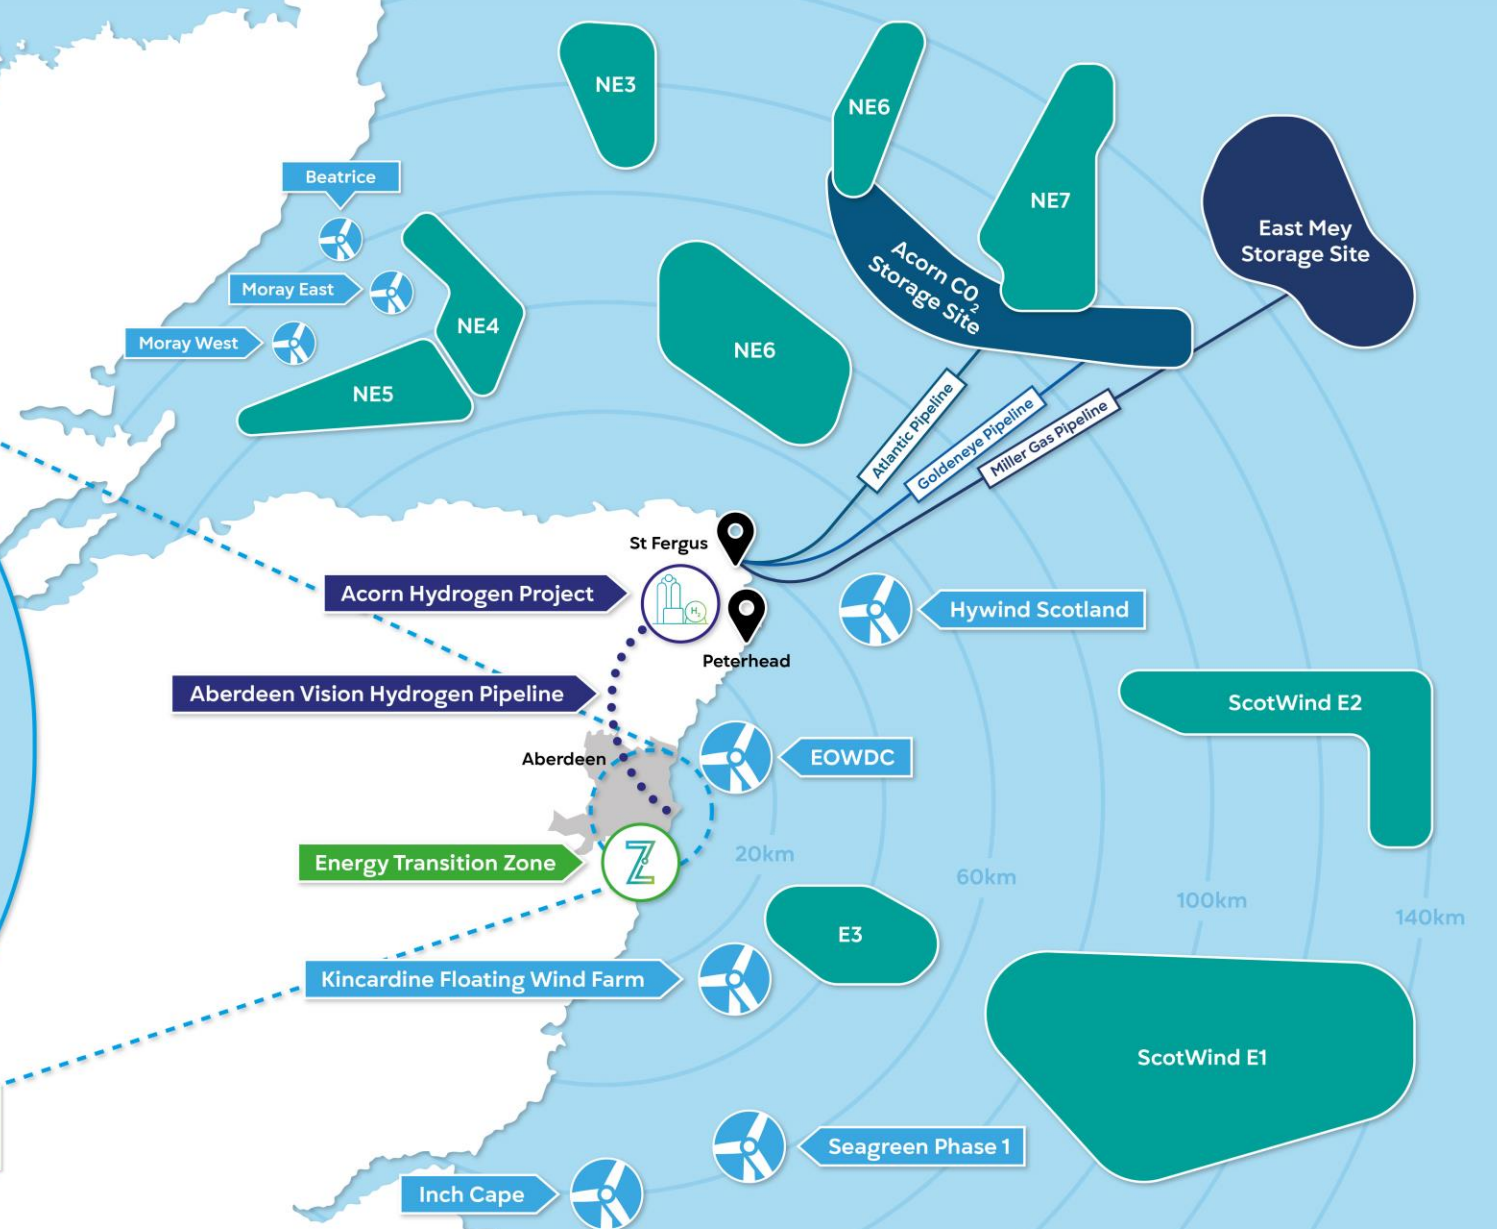 NE3
NE6
NE7
Beatrice
East Mey
Storage Site
Acorn CO2
Storage Site
Moray East
NE4
Moray West
NE6
NE5
Atlantic Pipeline
Goldeneye Pipeline
Miller Gas Pipeline
St Fergus
Acorn Hydrogen Project
H2
Hywind Scotland
Peterhead
Aberdeen Vision Hydrogen Pipeline
ScotWind E2
Aberdeen
EOWDC
20km
Energy Transition Zone
Z
60km
100km
140km
E3
Kincardine Floating Wind Farm
ScotWind E1
Seagreen Phase 1
Inch Cape